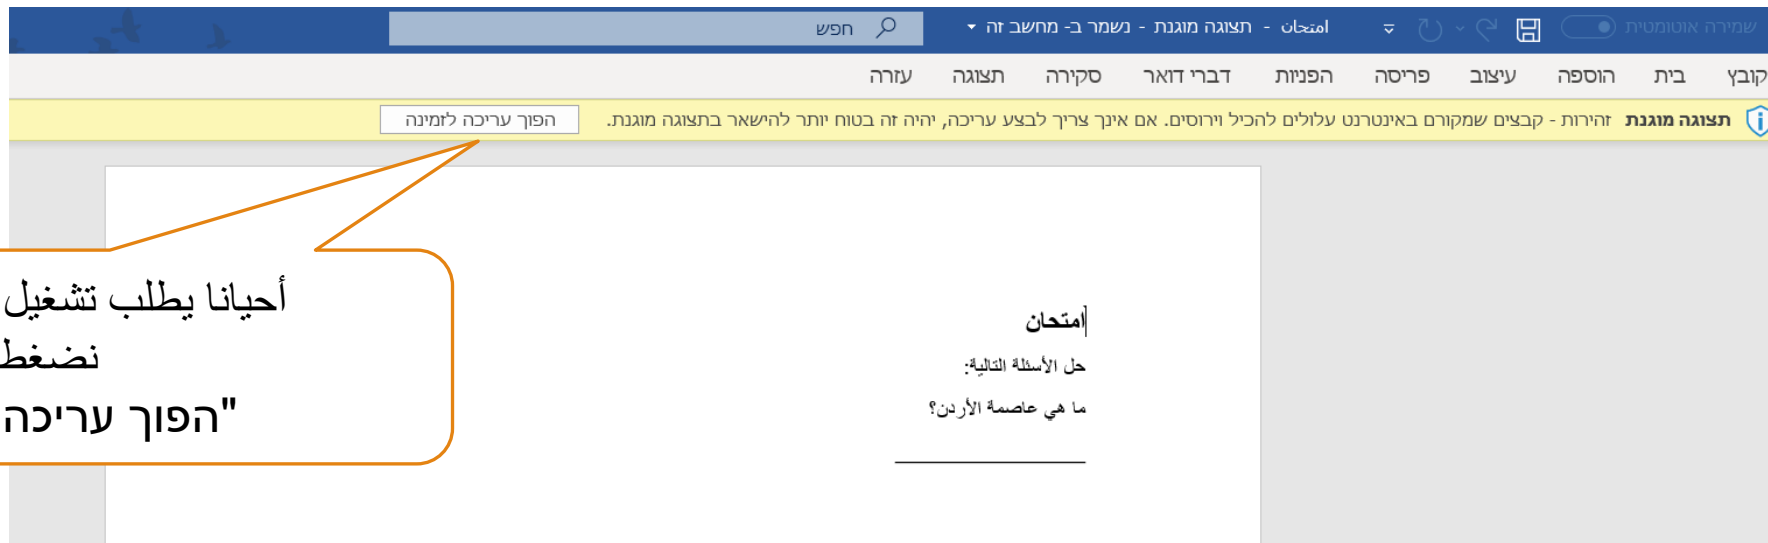 שמירה אוטומטית امتحان - תצוגה מוגנת - נשמר ב- מחשב זה חפש
קובץ בית הוספה עיצוב פריסה הפניות דברי דואר סקירה תצוגה עזרה
תצוגה מוגנת זהירות - קבצים שמקורם באינטרנט עלולים להכיל וירוסים. אם אינך צריך לבצע עריכה, יהיה זה בטוח יותר להישאר בתצוגה מוגנת. הפוך עריכה לזמינה
أحيانا يطلب تشغيل
نضغط
"הפוך עריכה
امتحان
حل الأسئلة التالية:
ما هي عاصمة الأردن؟